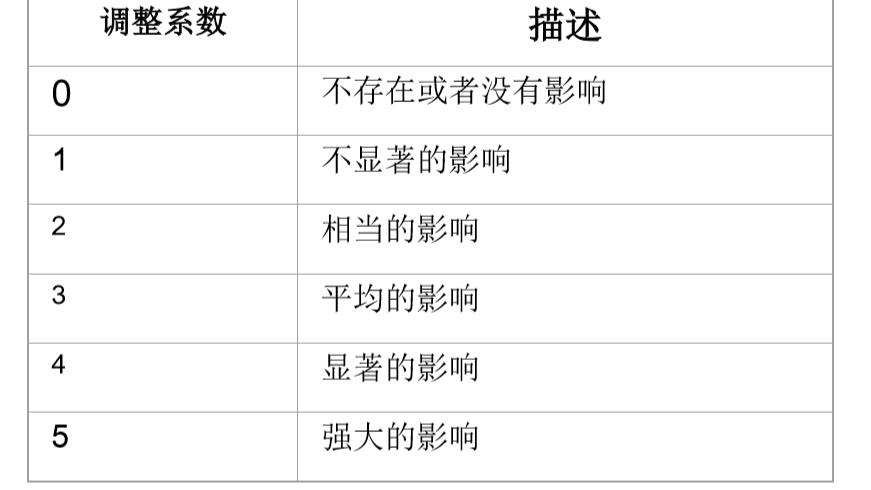 调整系数 描述
0 不存在或者没有影响
1 不显著的影响
2 相当的影响
3 平均的影响
4 显著的影响
5 强大的影响